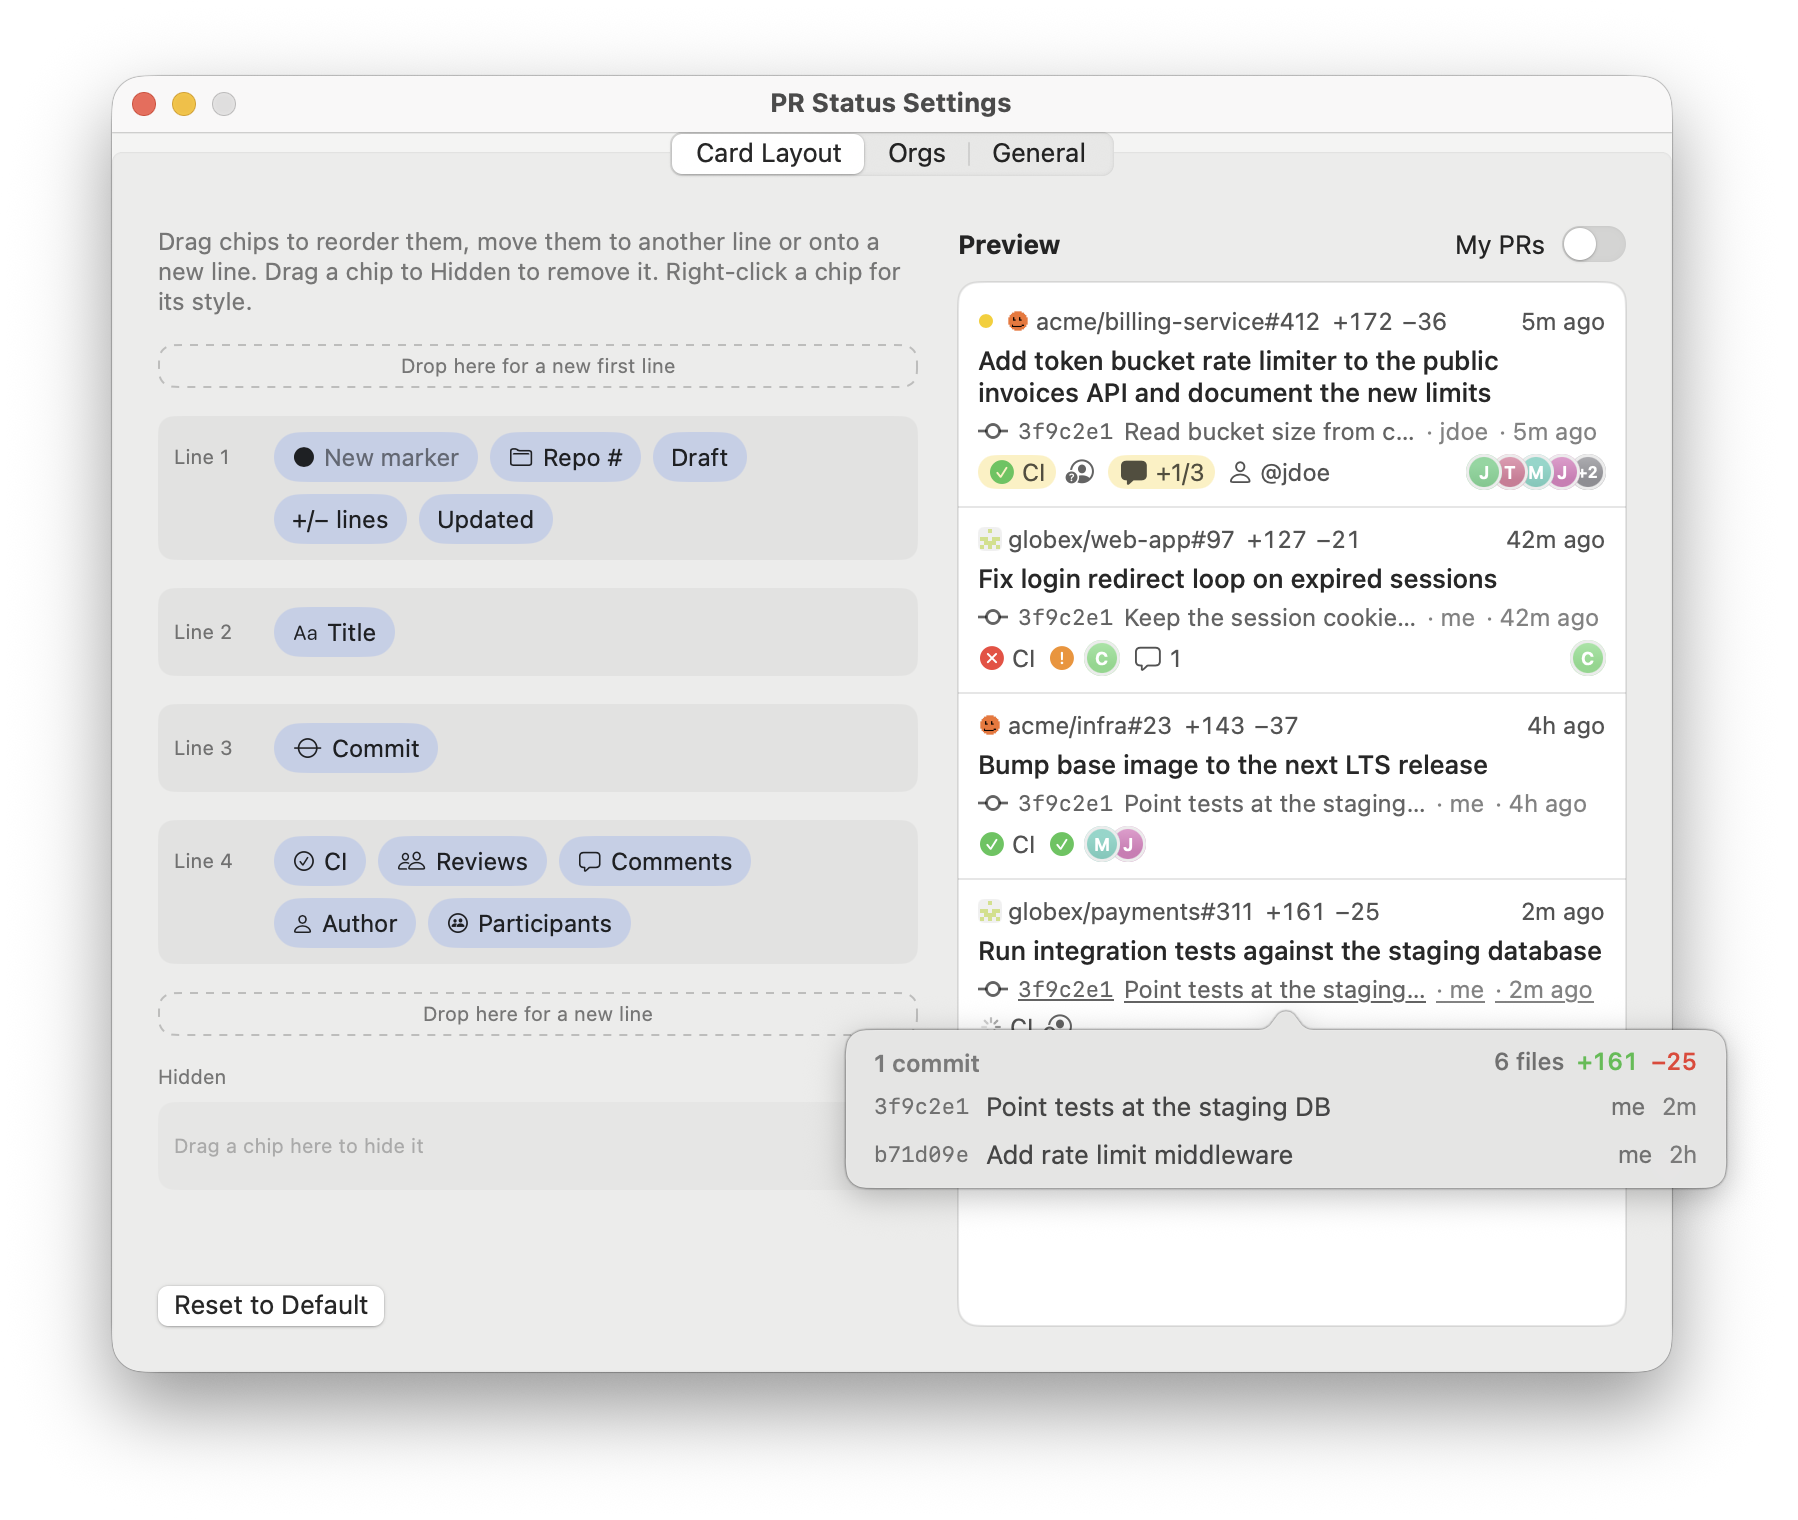 PR Status Settings
Card Layout
Orgs
General
Drag chips to reorder them, move them to another line or onto a
new line. Drag a chip to Hidden to remove it. Right-click a chip for
its style.
Drop here for a new first line
Line 1
New marker
Repo #
Draft
+/− lines
Updated
Line 2
Aa Title
Line 3
Commit
Line 4
CI
Reviews
Comments
Author
Participants
Drop here for a new line
Hidden
Drag a chip here to hide it
Reset to Default
Preview
My PRs
acme/billing-service#412 +172 −36 5m ago
Add token bucket rate limiter to the public
invoices API and document the new limits
3f9c2e1 Read bucket size from c... · jdoe · 5m ago
CI +1/3 @jdoe J T M J +2
globex/web-app#97 +127 −21 42m ago
Fix login redirect loop on expired sessions
3f9c2e1 Keep the session cookie... · me · 42m ago
CI ! C 1 C
acme/infra#23 +143 −37 4h ago
Bump base image to the next LTS release
3f9c2e1 Point tests at the staging... · me · 4h ago
CI M J
globex/payments#311 +161 −25 2m ago
Run integration tests against the staging database
3f9c2e1 Point tests at the staging... · me · 2m ago
CI
1 commit 6 files +161 −25
3f9c2e1 Point tests at the staging DB me 2m
b71d09e Add rate limit middleware me 2h